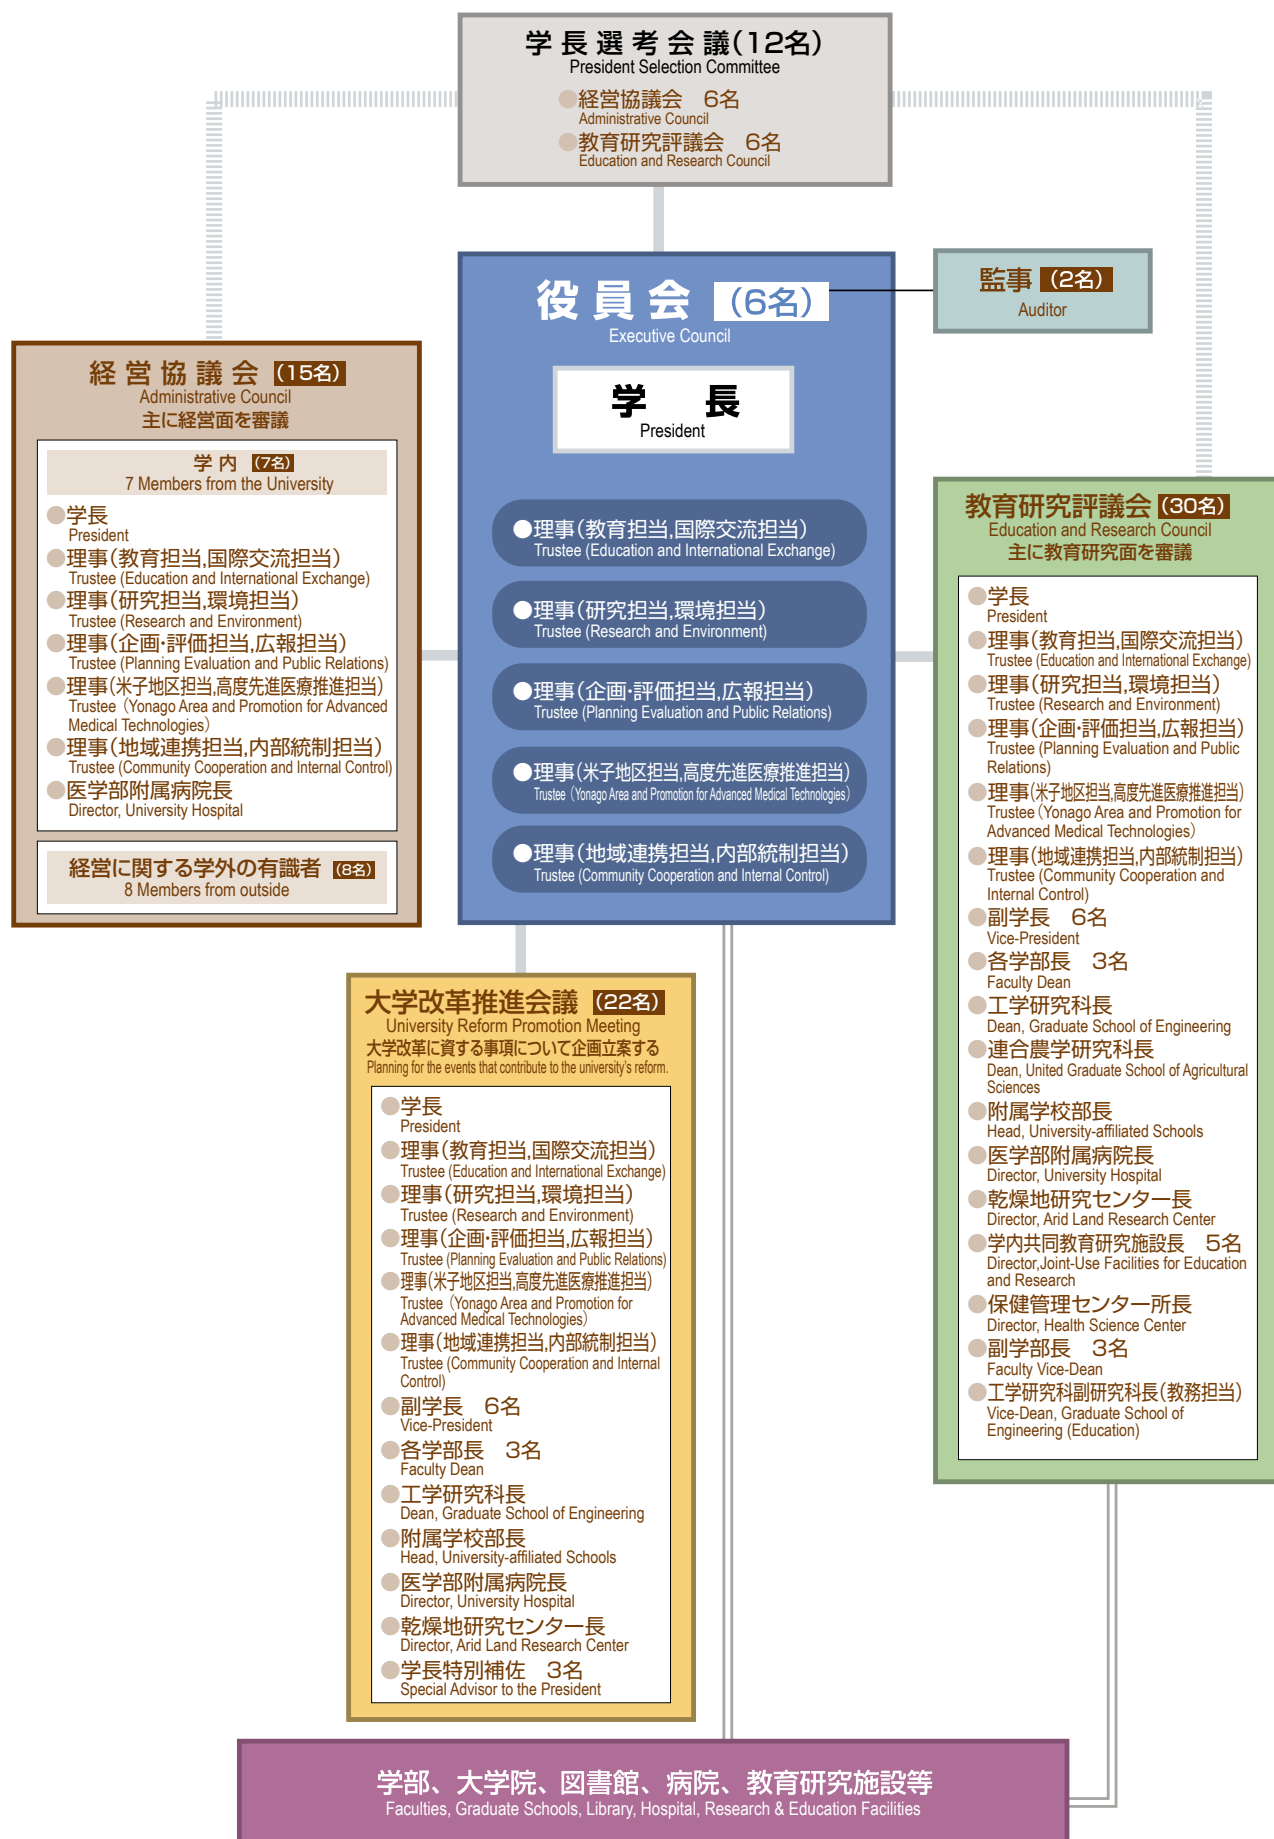 学長選考会議(12名)
President Selection Committee
●経営協議会　6名
Administrative Council
●教育研究評議会　6名
Education and Research Council
役員会 (6名)
Executive Council
学　長
President
●理事(教育担当,国際交流担当)
Trustee (Education and International Exchange)
●理事(研究担当,環境担当)
Trustee (Research and Environment)
●理事(企画・評価担当,広報担当)
Trustee (Planning Evaluation and Public Relations)
●理事(米子地区担当,高度先進医療推進担当)
Trustee (Yonago Area and Promotion for Advanced Medical Technologies)
●理事(地域連携担当,内部統制担当)
Trustee (Community Cooperation and Internal Control)
監事 (2名)
Auditor
経営協議会 (15名)
Administrative Council
主に経営面を審議
学内 (7名)
7 Members from the University
●学長
President
●理事(教育担当,国際交流担当)
Trustee (Education and International Exchange)
●理事(研究担当,環境担当)
Trustee (Research and Environment)
●理事(企画・評価担当,広報担当)
Trustee (Planning Evaluation and Public Relations)
●理事(米子地区担当,高度先進医療推進担当)
Trustee (Yonago Area and Promotion for Advanced
Medical Technologies)
●理事(地域連携担当,内部統制担当)
Trustee (Community Cooperation and Internal Control)
●医学部附属病院長
Director, University Hospital
経営に関する学外の有識者 (8名)
8 Members from outside
教育研究評議会 (30名)
Education and Research Council
主に教育研究面を審議
●学長
President
●理事(教育担当,国際交流担当)
Trustee (Education and International Exchange)
●理事(研究担当,環境担当)
Trustee (Research and Environment)
●理事(企画・評価担当,広報担当)
Trustee (Planning Evaluation and Public
Relations)
●理事(米子地区担当,高度先進医療推進担当)
Trustee (Yonago Area and Promotion for
Advanced Medical Technologies)
●理事(地域連携担当,内部統制担当)
Trustee (Community Cooperation and
Internal Control)
●副学長　6名
Vice-President
●各学部長　3名
Faculty Dean
●工学研究科長
Dean, Graduate School of Engineering
●連合農学研究科長
Dean, United Graduate School of Agricultural
Sciences
●附属学校部長
Head, University-affiliated Schools
●医学部附属病院長
Director, University Hospital
●乾燥地研究センター長
Director, Arid Land Research Center
●学内共同教育研究施設長　5名
Director,Joint-Use Facilities for Education
and Research
●保健管理センター所長
Director, Health Science Center
●副学部長　3名
Faculty Vice-Dean
●工学研究科副研究科長(教務担当)
Vice-Dean, Graduate School of
Engineering (Education)
大学改革推進会議 (22名)
University Reform Promotion Meeting
大学改革に資する事項について企画立案する
Planning for the events that contribute to the university's reform.
●学長
President
●理事(教育担当,国際交流担当)
Trustee (Education and International Exchange)
●理事(研究担当,環境担当)
Trustee (Research and Environment)
●理事(企画・評価担当,広報担当)
Trustee (Planning Evaluation and Public Relations)
●理事(米子地区担当,高度先進医療推進担当)
Trustee (Yonago Area and Promotion for
Advanced Medical Technologies)
●理事(地域連携担当,内部統制担当)
Trustee (Community Cooperation and Internal
Control)
●副学長　6名
Vice-President
●各学部長　3名
Faculty Dean
●工学研究科長
Dean, Graduate School of Engineering
●附属学校部長
Head, University-affiliated Schools
●医学部附属病院長
Director, University Hospital
●乾燥地研究センター長
Director, Arid Land Research Center
●学長特別補佐　3名
Special Advisor to the President
学部、大学院、図書館、病院、教育研究施設等
Faculties, Graduate Schools, Library, Hospital, Research & Education Facilities